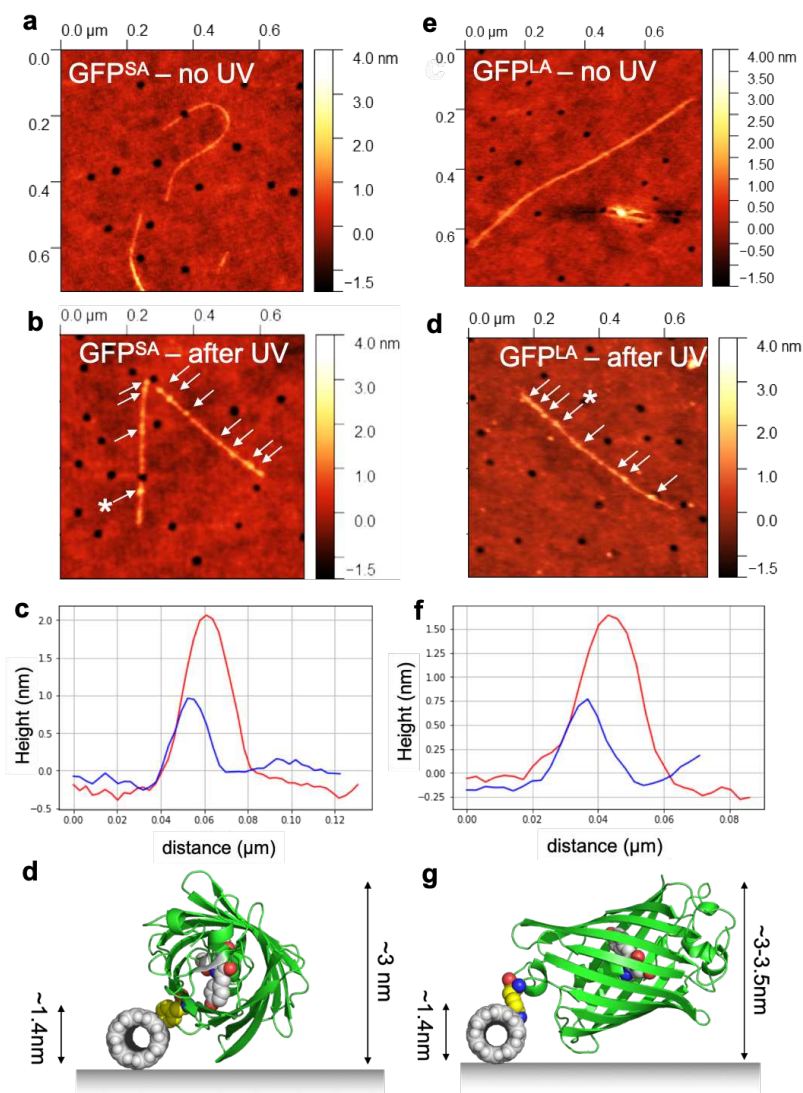 a
0.0 µm 0.2 0.4 0.6
0.0
0.2
0.4
0.6
GFPSA – no UV
4.0 nm
3.0
2.0
1.0
0.0
−1.5
e
0.0 µm 0.2 0.4 0.6
0.0
0.2
0.4
0.6
GFPLA – no UV
4.00 nm
3.50
3.00
2.50
2.00
1.50
1.00
0.50
0.00
−0.50
−1.50
b
0.0 µm 0.2 0.4 0.6
GFPSA – after UV
*
4.0 nm
3.0
2.0
1.0
0.0
−1.5
d
0.0 µm 0.2 0.4 0.6
GFPLA – after UV
*
4.0 nm
3.0
2.0
1.0
0.0
−1.5
c
Height (nm)
2.0
1.5
1.0
0.5
0.0
−0.5
0.00 0.02 0.04 0.06 0.08 0.10 0.12
distance (µm)
f
Height (nm)
1.50
1.25
1.00
0.75
0.50
0.25
0.00
−0.25
0.00 0.02 0.04 0.06 0.08
distance (µm)
d
~1.4nm
~3 nm
g
~1.4nm
~3-3.5nm